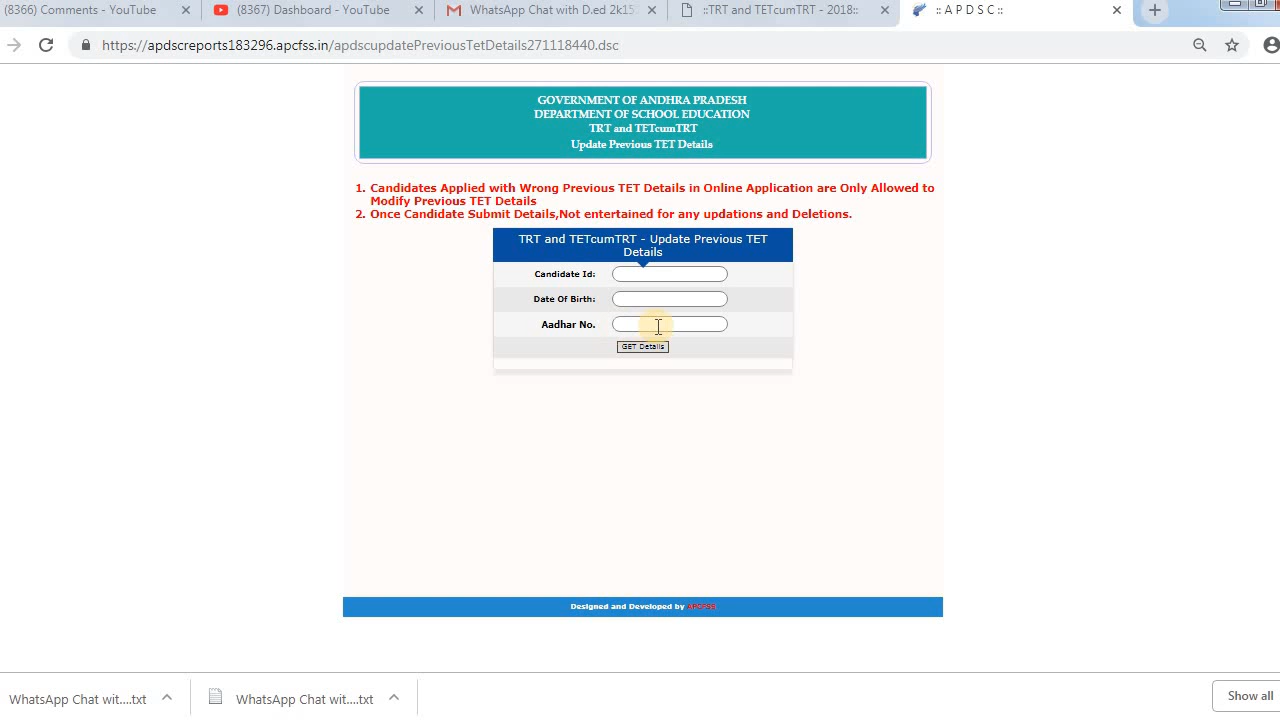 (8366) Comments - YouTube
(8367) Dashboard - YouTube
WhatsApp Chat with D.ed 2k15
::TRT and TETcumTRT - 2018::
:: A P D S C ::
https://apdscreports183296.apcfss.in/apdscupdatePreviousTetDetails271118440.dsc
GOVERNMENT OF ANDHRA PRADESH
DEPARTMENT OF SCHOOL EDUCATION
TRT and TETcumTRT
Update Previous TET Details
1. Candidates Applied with Wrong Previous TET Details in Online Application are Only Allowed to
Modify Previous TET Details
2. Once Candidate Submit Details,Not entertained for any updations and Deletions.
TRT and TETcumTRT - Update Previous TET
Details
Candidate Id:
Date Of Birth:
Aadhar No.
GET Details
Designed and Developed by APCFSS
WhatsApp Chat wit....txt
WhatsApp Chat wit....txt
Show all